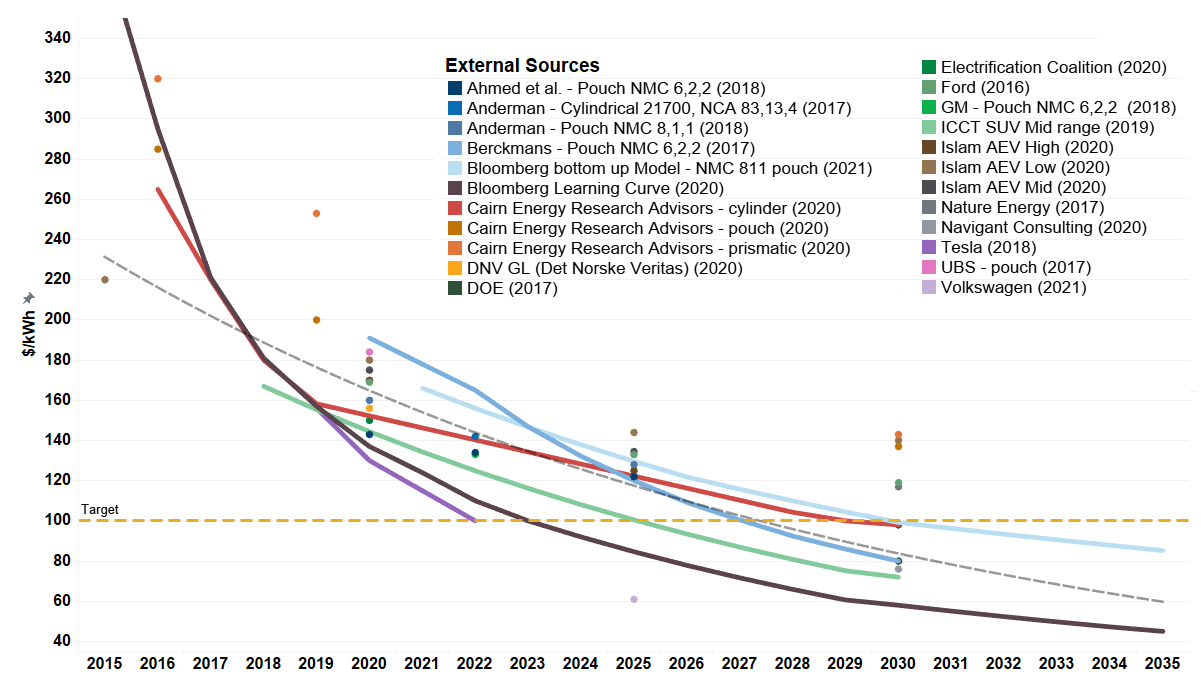 340
320
300
280
260
240
220
200
180
160
140
120
100
80
60
40
$/kWh
Target
External Sources
Ahmed et al. - Pouch NMC 6,2,2 (2018)
Anderman - Cylindrical 21700, NCA 83,13,4 (2017)
Anderman - Pouch NMC 8,1,1 (2018)
Berckmans - Pouch NMC 6,2,2 (2017)
Bloomberg bottom up Model - NMC 811 pouch (2021)
Bloomberg Learning Curve (2020)
Cairn Energy Research Advisors - cylinder (2020)
Cairn Energy Research Advisors - pouch (2020)
Cairn Energy Research Advisors - prismatic (2020)
DNV GL (Det Norske Veritas) (2020)
DOE (2017)
Electrification Coalition (2020)
Ford (2016)
GM - Pouch NMC 6,2,2 (2018)
ICCT SUV Mid range (2019)
Islam AEV High (2020)
Islam AEV Low (2020)
Islam AEV Mid (2020)
Nature Energy (2017)
Navigant Consulting (2020)
Tesla (2018)
UBS - pouch (2017)
Volkswagen (2021)
2015 2016 2017 2018 2019 2020 2021 2022 2023 2024 2025 2026 2027 2028 2029 2030 2031 2032 2033 2034 2035